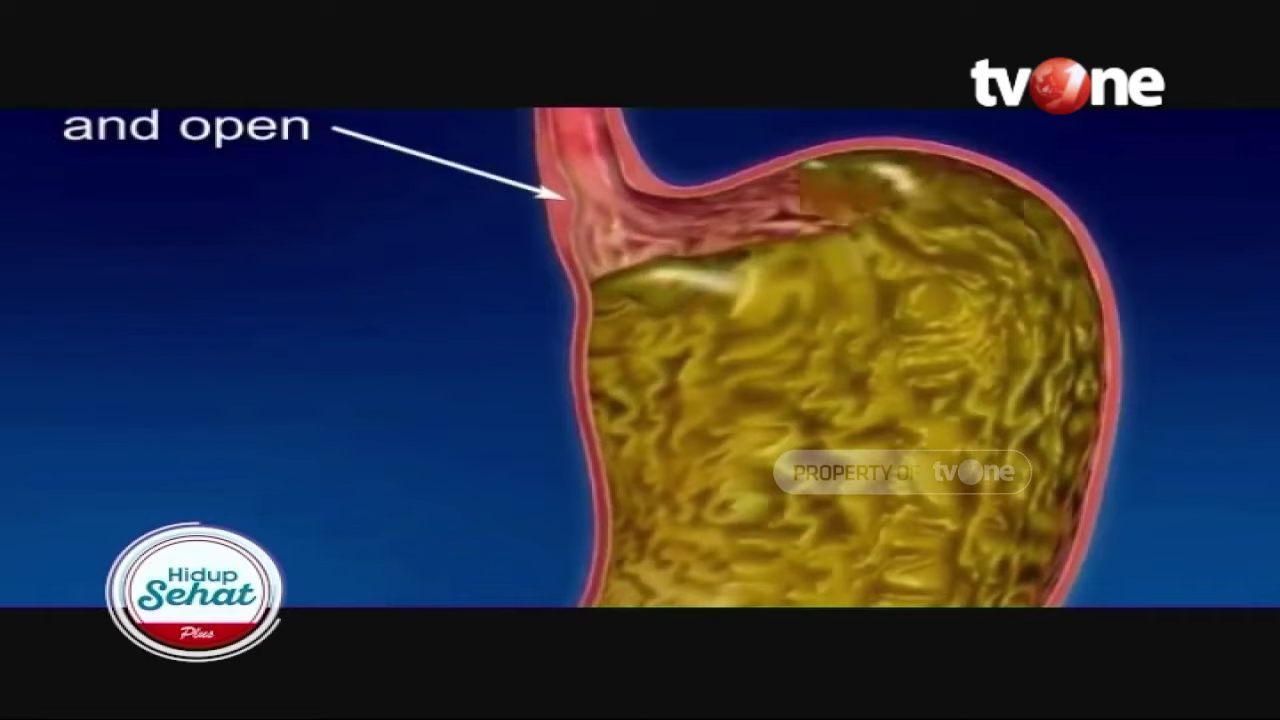 tvOne
and open
PROPERTY OF tvOne
Hidup
Sehat
Plus